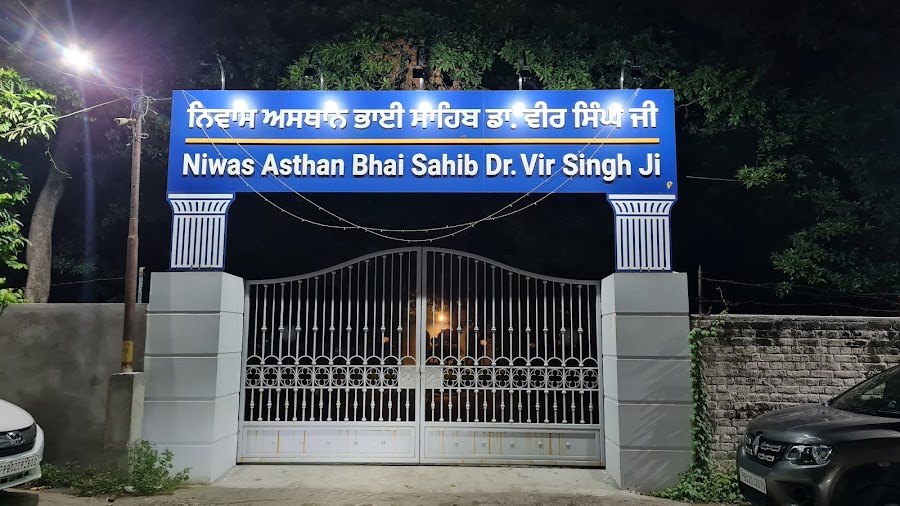 ਨਿਵਾਸ ਅਸਥਾਨ ਭਾਈ ਸਾਹਿਬ ਡਾ. ਵੀਰ ਸਿੰਘ ਜੀ
Niwas Asthan Bhai Sahib Dr. Vir Singh Ji